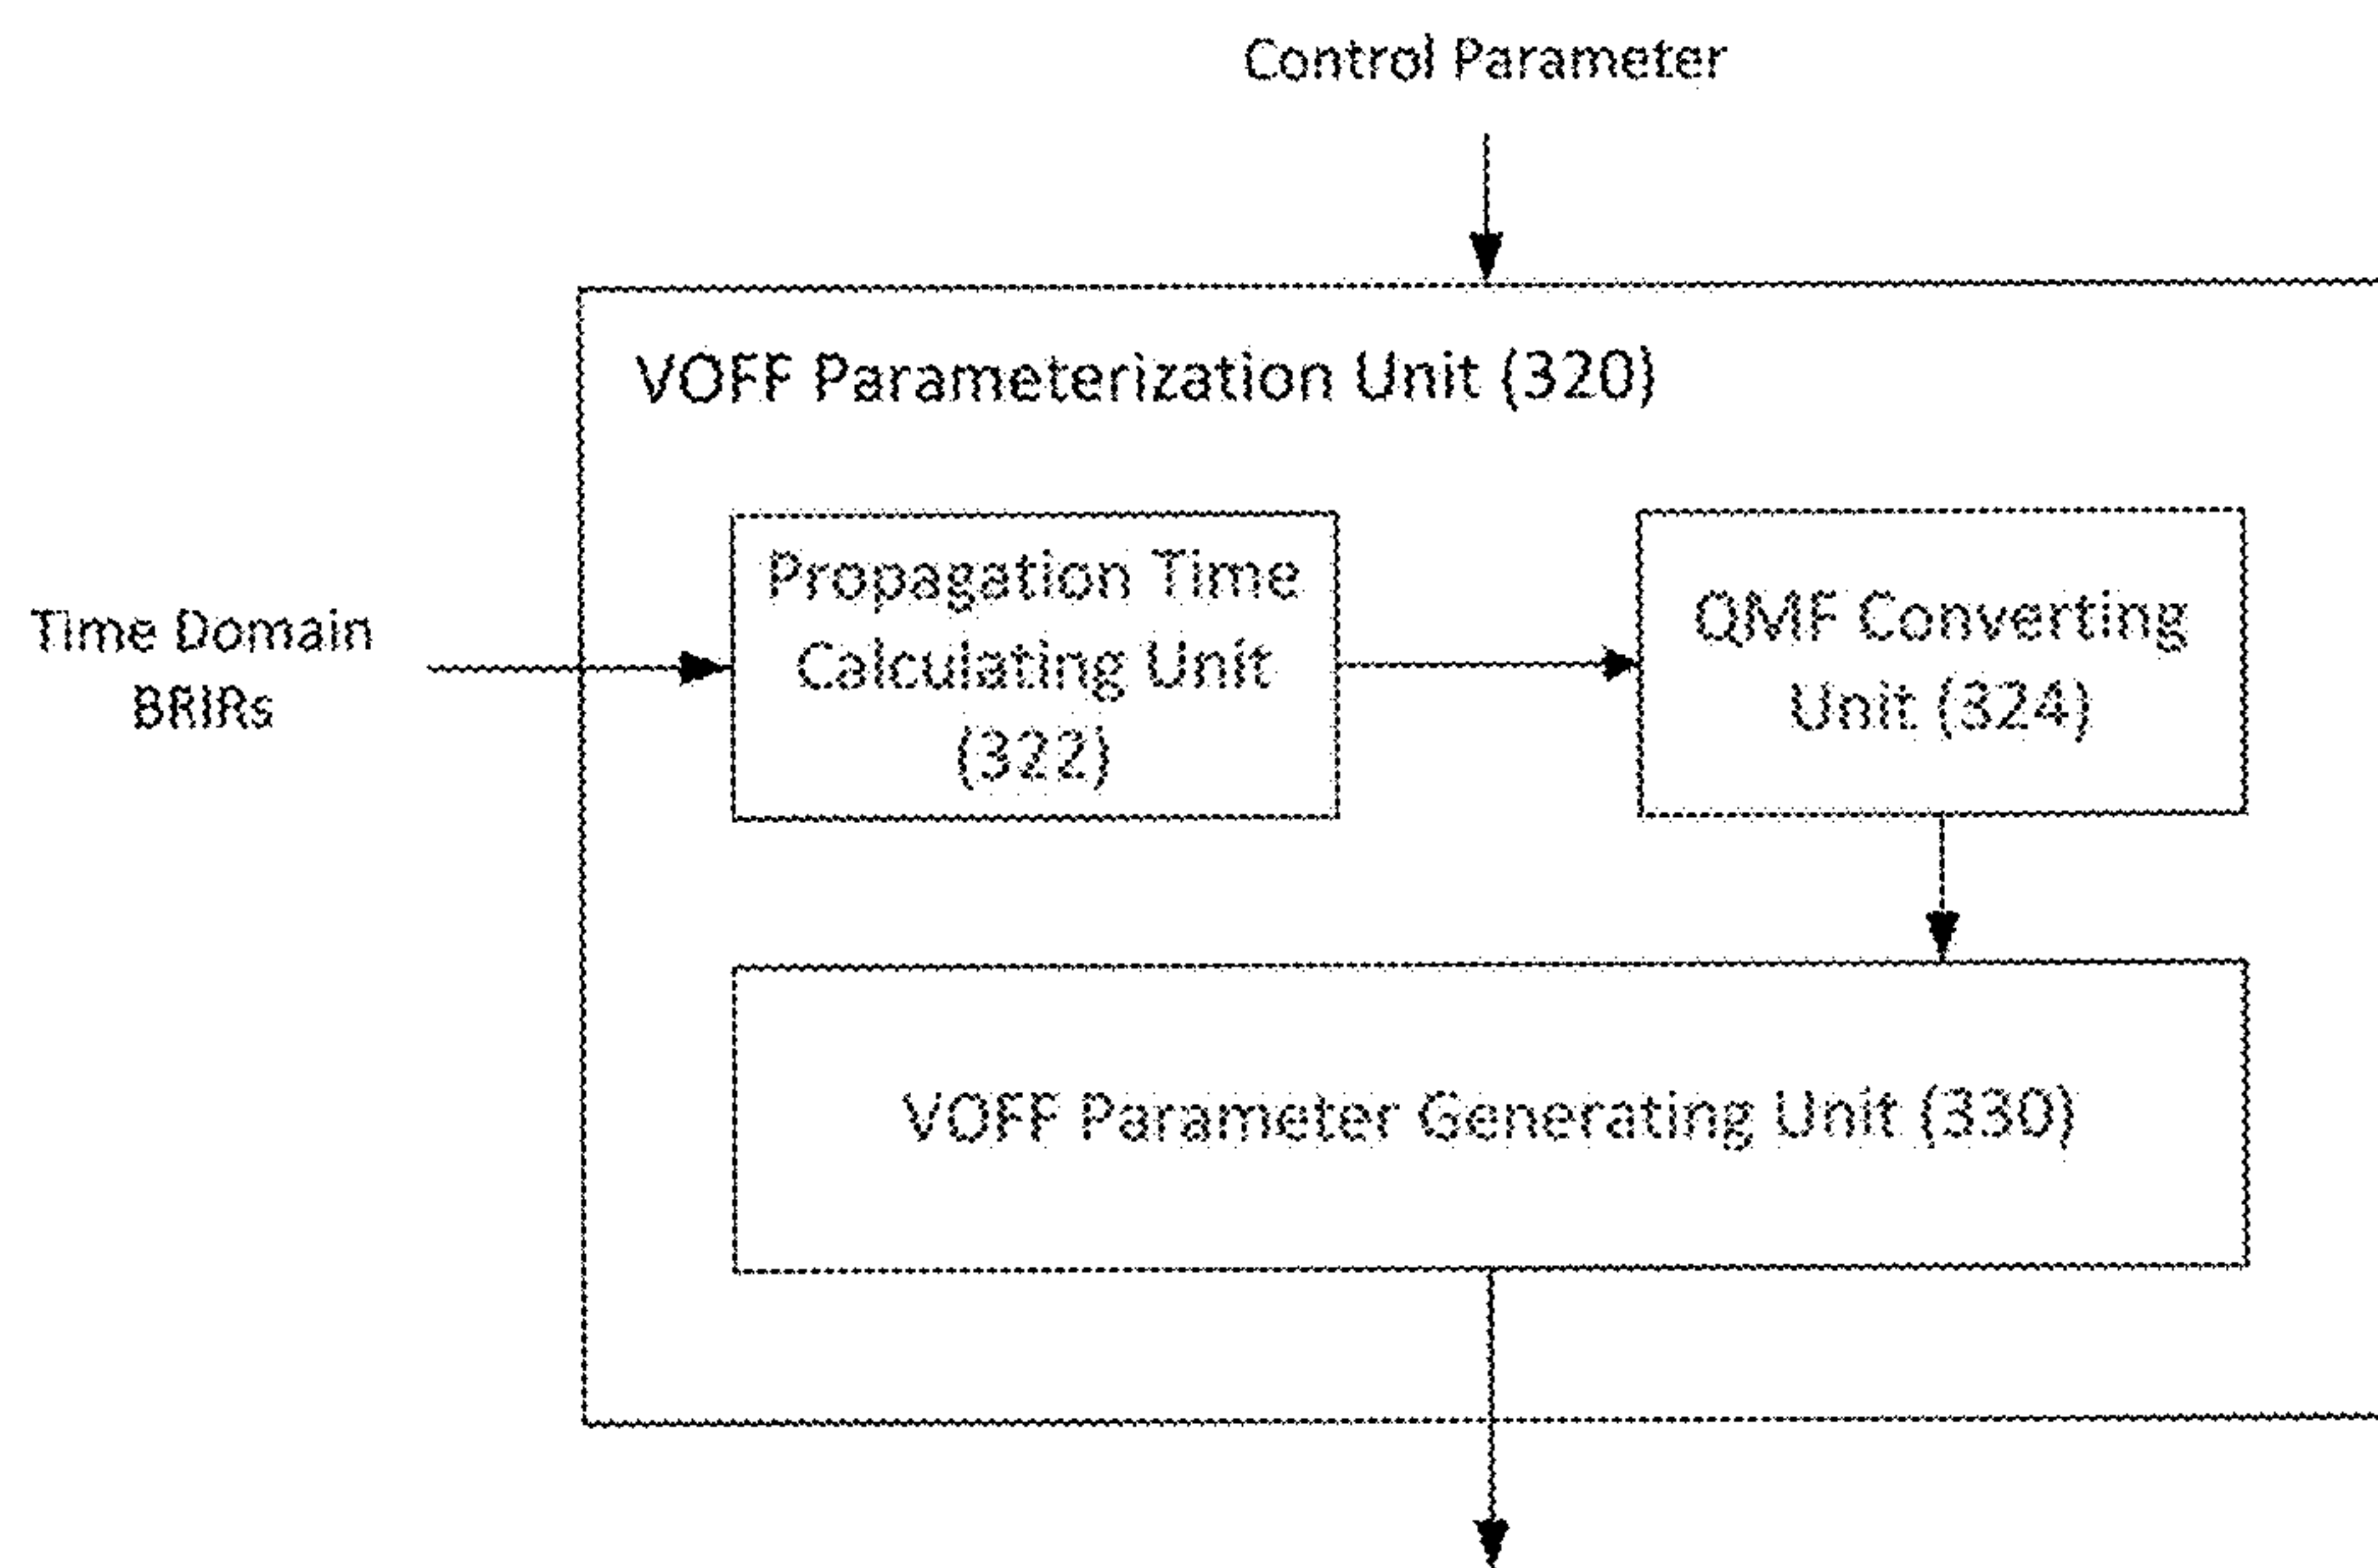 Control Parameter
VOFF Parameterization Unit (320)
Time Domain
BRIRs
Propagation Time
Calculating Unit
(322)
QMF Converting
Unit (324)
VOFF Parameter Generating Unit (330)